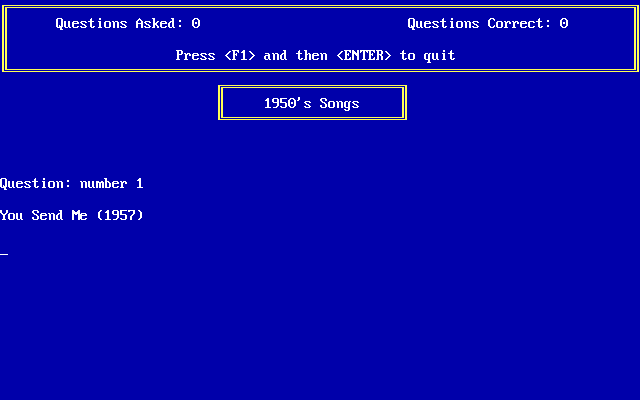 Questions Asked: 0 Questions Correct: 0
Press <F1> and then <ENTER> to quit
1950's Songs
Question: number 1
You Send Me (1957)
_